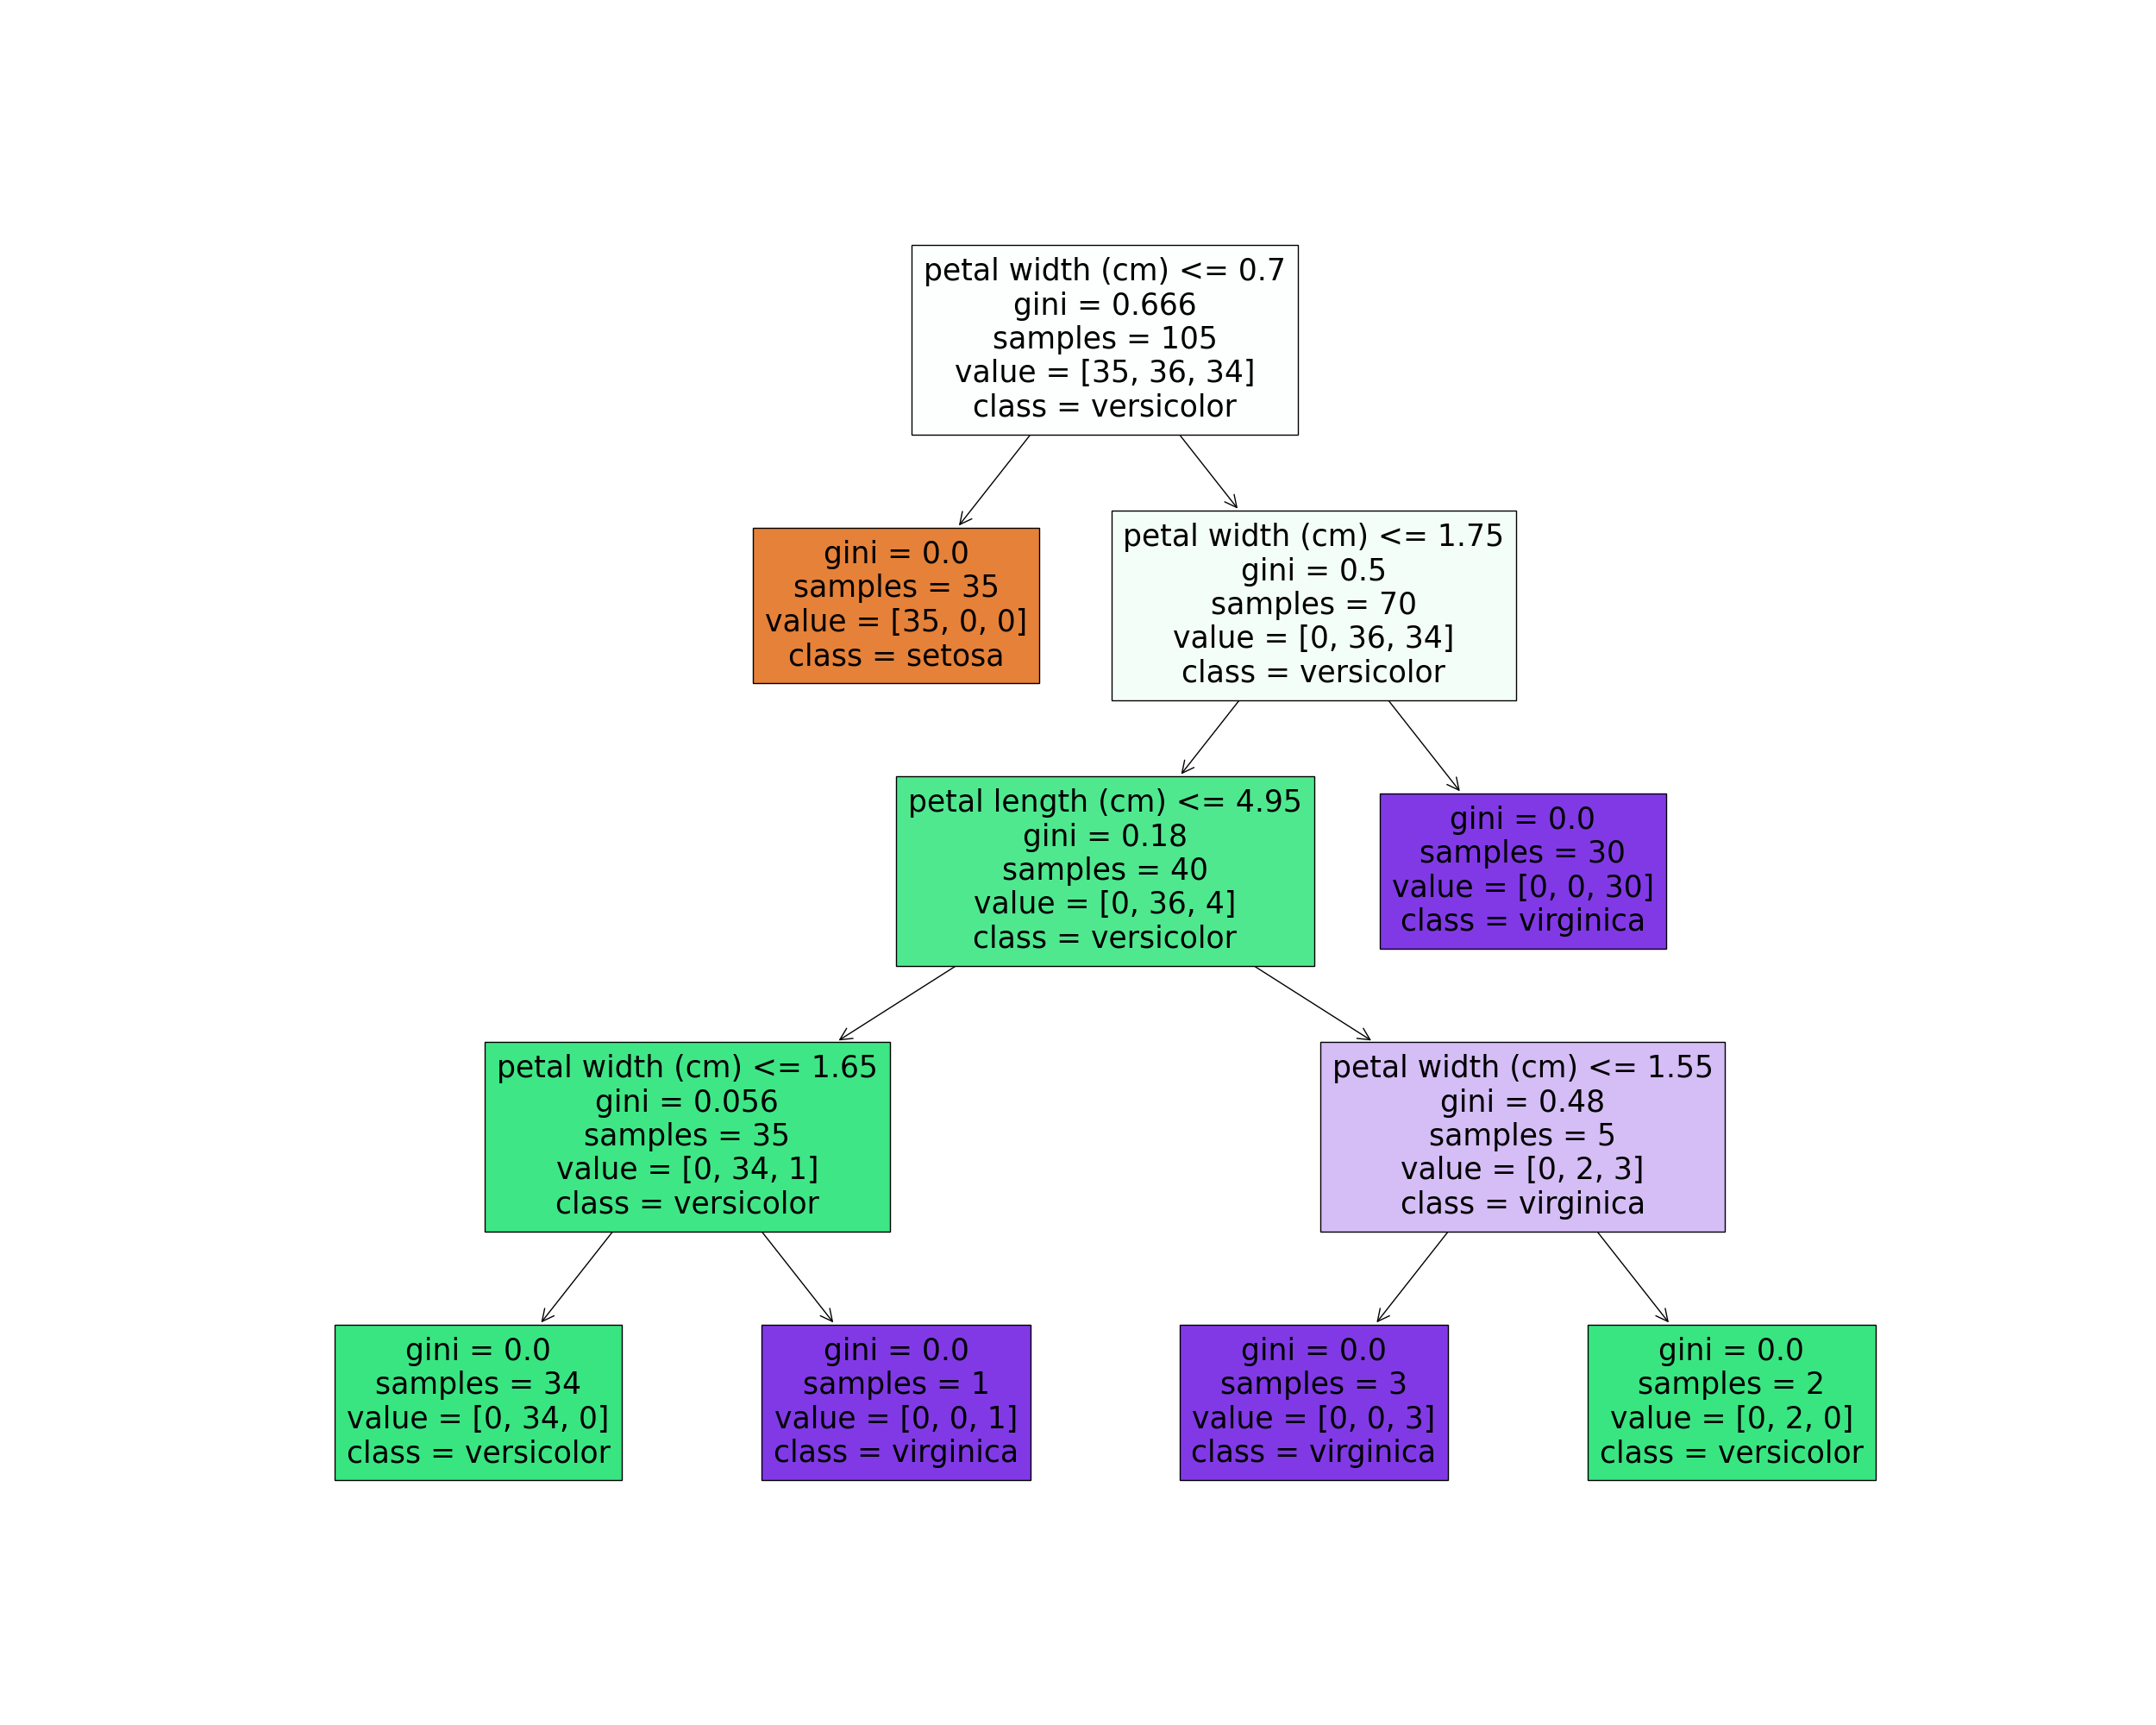 petal width (cm) <= 0.7
gini = 0.666
samples = 105
value = [35, 36, 34]
class = versicolor
gini = 0.0
samples = 35
value = [35, 0, 0]
class = setosa
petal width (cm) <= 1.75
gini = 0.5
samples = 70
value = [0, 36, 34]
class = versicolor
petal length (cm) <= 4.95
gini = 0.18
samples = 40
value = [0, 36, 4]
class = versicolor
gini = 0.0
samples = 30
value = [0, 0, 30]
class = virginica
petal width (cm) <= 1.65
gini = 0.056
samples = 35
value = [0, 34, 1]
class = versicolor
petal width (cm) <= 1.55
gini = 0.48
samples = 5
value = [0, 2, 3]
class = virginica
gini = 0.0
samples = 34
value = [0, 34, 0]
class = versicolor
gini = 0.0
samples = 1
value = [0, 0, 1]
class = virginica
gini = 0.0
samples = 3
value = [0, 0, 3]
class = virginica
gini = 0.0
samples = 2
value = [0, 2, 0]
class = versicolor